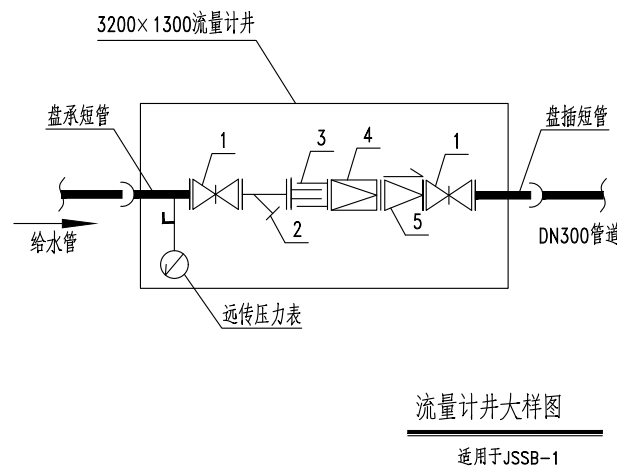 3200×1300流量计井
盘承短管
盘插短管
1
3
4
1
2
5
给水管
DN300管道
远传压力表
流量计井大样图
适用于JSSB-1